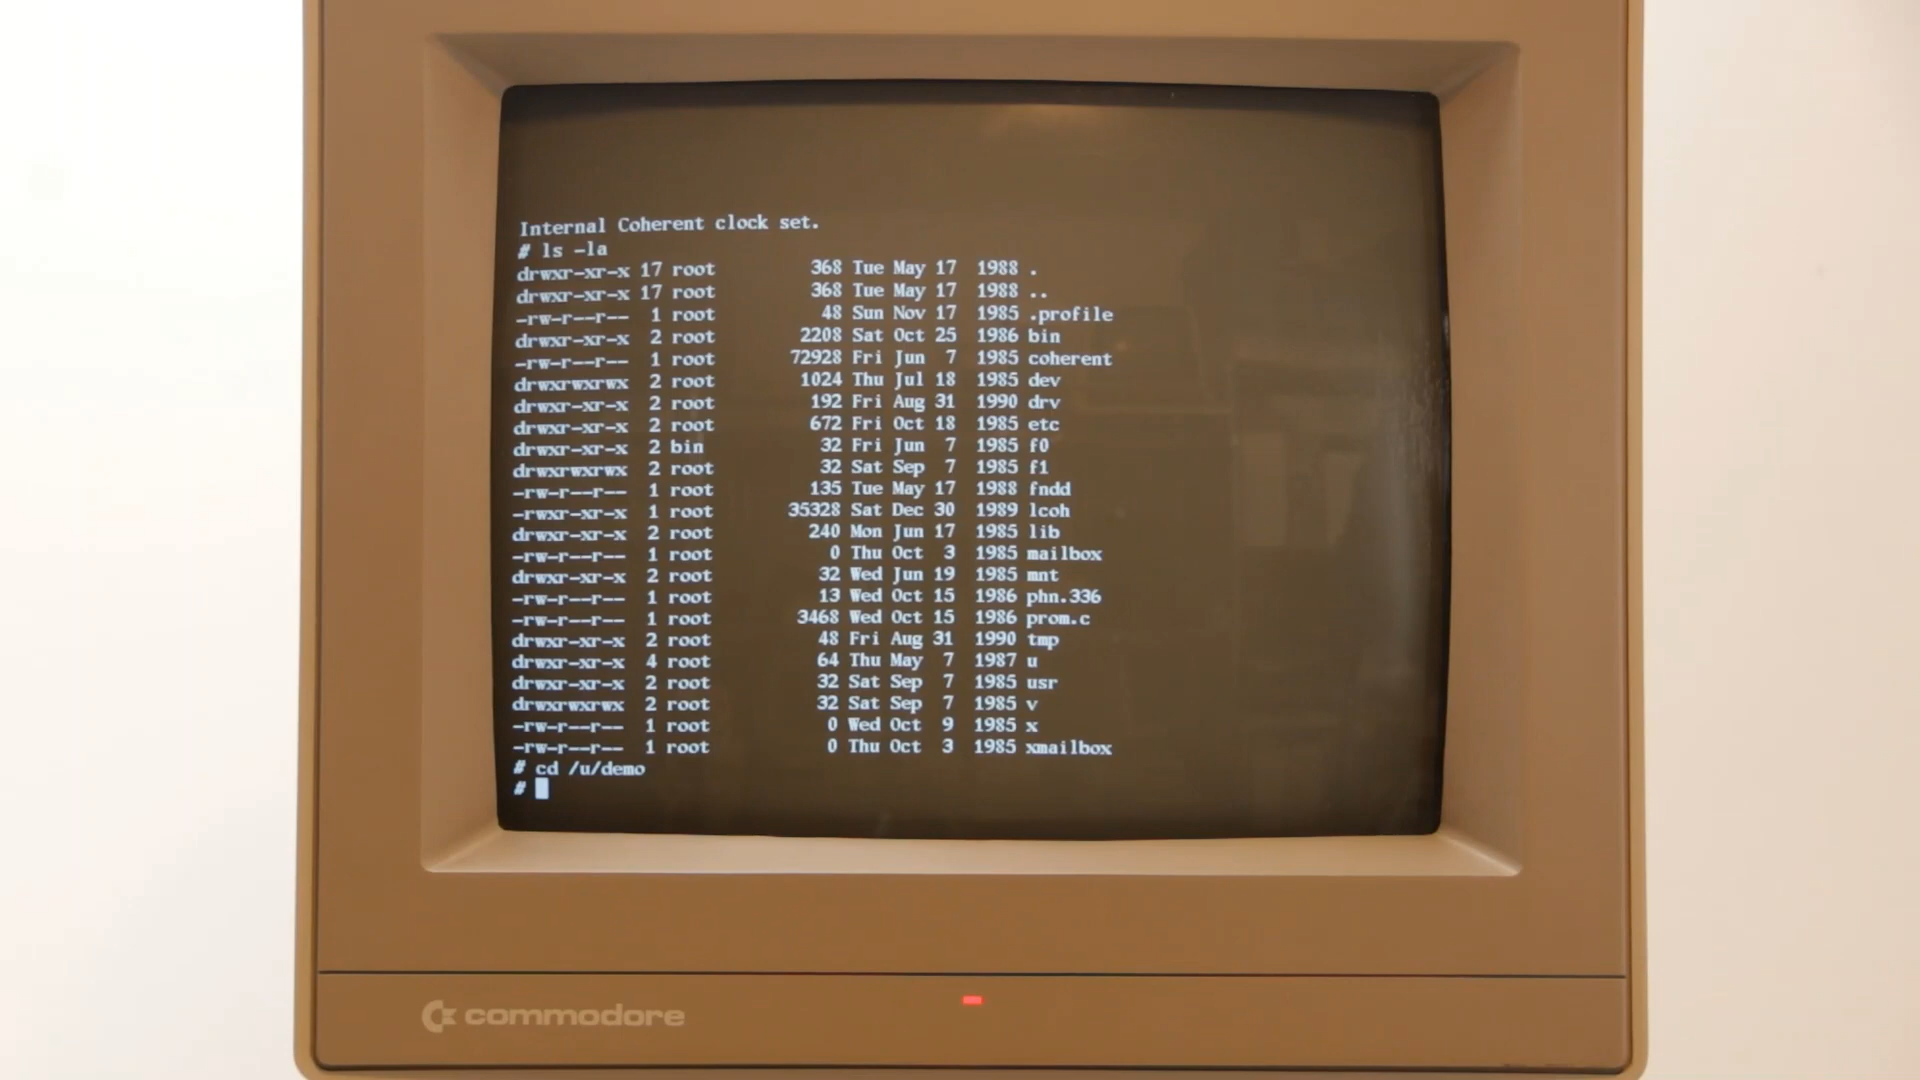 Internal Coherent clock set.
# ls -la
drwxr-xr-x 17 root 368 Tue May 17 1988 .
drwxr-xr-x 17 root 368 Tue May 17 1988 ..
-rw-r--r-- 1 root 48 Sun Nov 17 1985 .profile
drwxr-xr-x 2 root 2208 Sat Oct 25 1986 bin
-rw-r--r-- 1 root 72928 Fri Jun 7 1985 coherent
drwxrwxrwx 2 root 1024 Thu Jul 18 1985 dev
drwxr-xr-x 2 root 192 Fri Aug 31 1990 drv
drwxr-xr-x 2 root 672 Fri Oct 18 1985 etc
drwxr-xr-x 2 bin 32 Fri Jun 7 1985 f0
drwxrwxrwx 2 root 32 Sat Sep 7 1985 f1
-rw-r--r-- 1 root 135 Tue May 17 1988 fndd
-rwxr-xr-x 1 root 35328 Sat Dec 30 1989 lcoh
drwxr-xr-x 2 root 240 Mon Jun 17 1985 lib
-rw-r--r-- 1 root 0 Thu Oct 3 1985 mailbox
drwxr-xr-x 2 root 32 Wed Jun 19 1985 mnt
-rw-r--r-- 1 root 13 Wed Oct 15 1986 phn.336
-rw-r--r-- 1 root 3468 Wed Oct 15 1986 prom.c
drwxr-xr-x 2 root 48 Fri Aug 31 1990 tmp
drwxr-xr-x 4 root 64 Thu May 7 1987 u
drwxr-xr-x 2 root 32 Sat Sep 7 1985 usr
drwxrwxrwx 2 root 32 Sat Sep 7 1985 v
-rw-r--r-- 1 root 0 Wed Oct 9 1985 x
-rw-r--r-- 1 root 0 Thu Oct 3 1985 xmailbox
# cd /u/demo
#
commodore